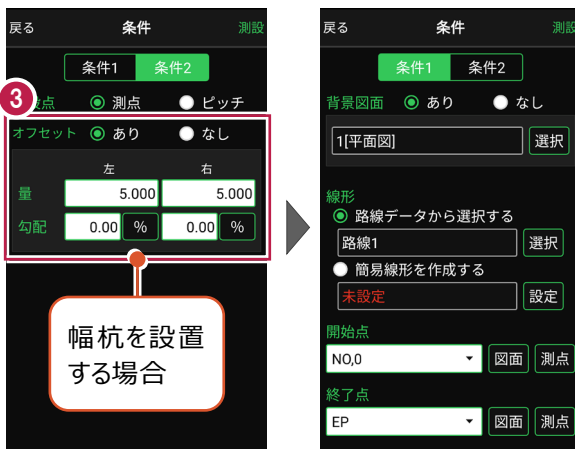 戻る 条件 測設
条件1 条件2
3 点 測点 ピッチ
オフセット あり なし
左 右
量 5.000 5.000
勾配 0.00 % 0.00 %
幅杭を設置
する場合
戻る 条件 測設
条件1 条件2
背景図面 あり なし
1[平面図] 選択
線形
路線データから選択する
路線1 選択
簡易線形を作成する
未設定 設定
開始点
NO,0 図面 測点
終了点
EP 図面 測点